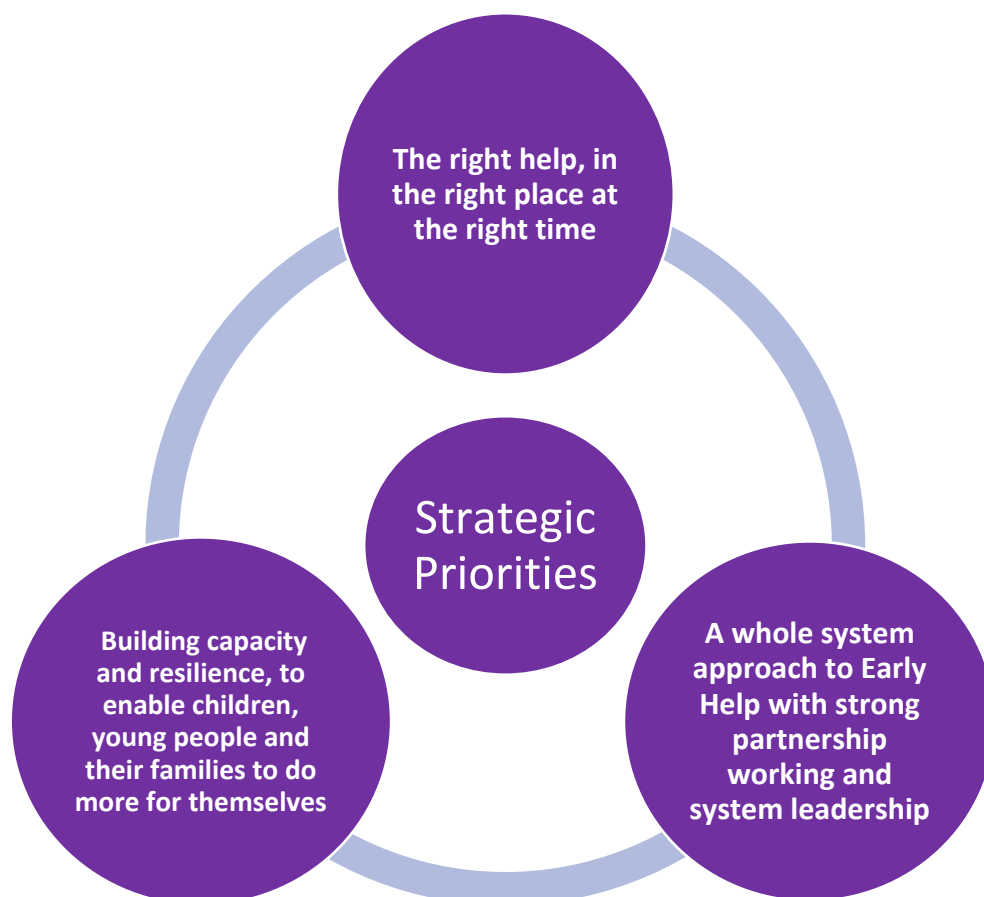 The right help, in
the right place at
the right time
Strategic
Priorities
Building capacity
and resilience, to
enable children,
young people and
their families to do
more for themselves
A whole system
approach to Early
Help with strong
partnership
working and
system leadership